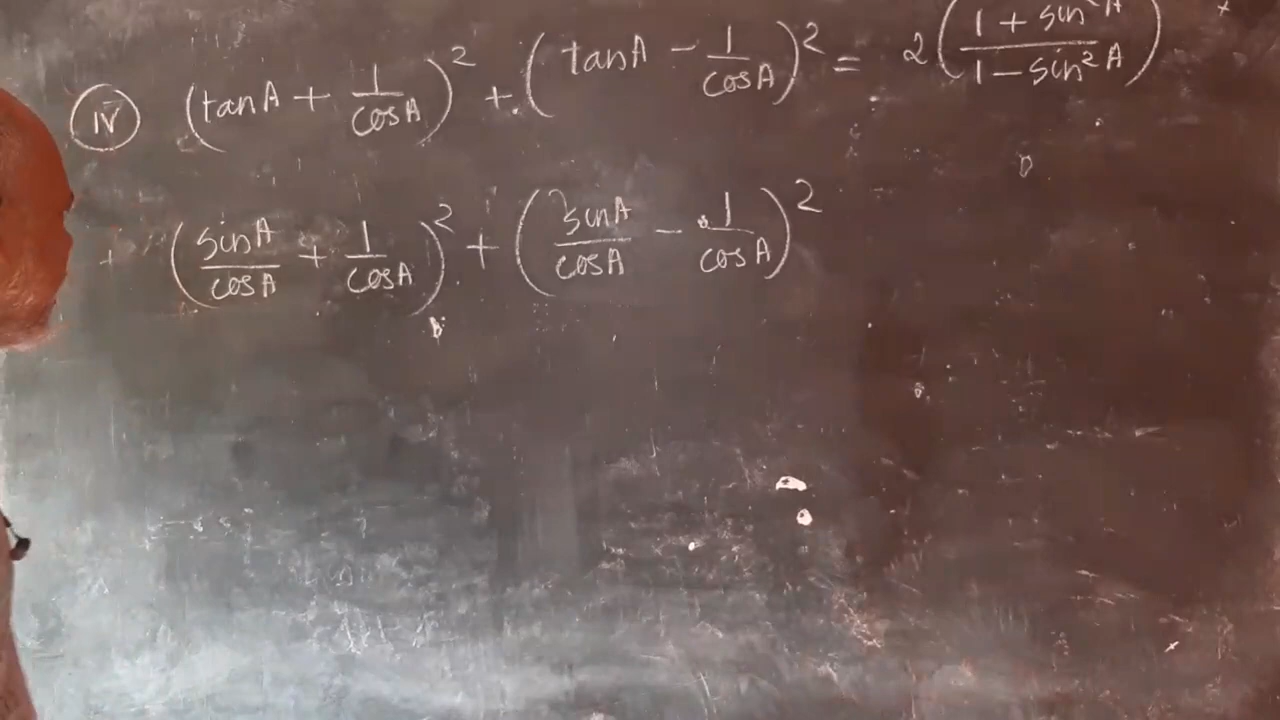 (iv) (tanA + 1/cosA)² + (tanA − 1/cosA)² = 2((1 + sin²A)/(1 − sin²A))
(sinA/cosA + 1/cosA)² + (sinA/cosA − 1/cosA)²